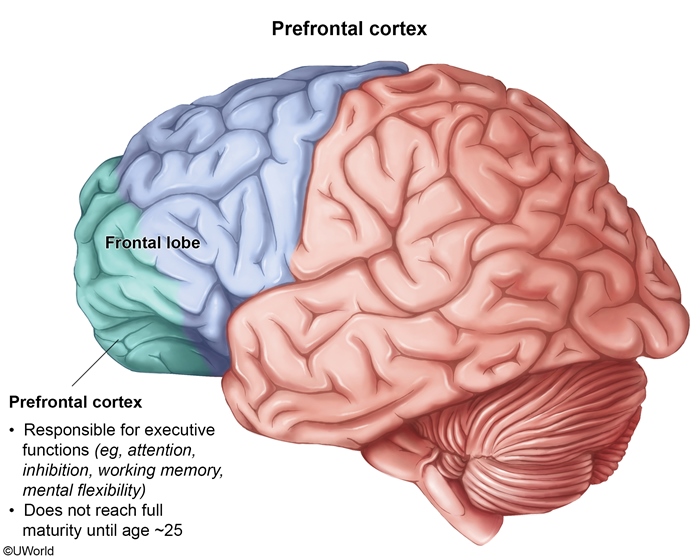 Prefrontal cortex
Frontal lobe
Prefrontal cortex
• Responsible for executive
functions (eg, attention,
inhibition, working memory,
mental flexibility)
• Does not reach full
maturity until age ~25
©UWorld